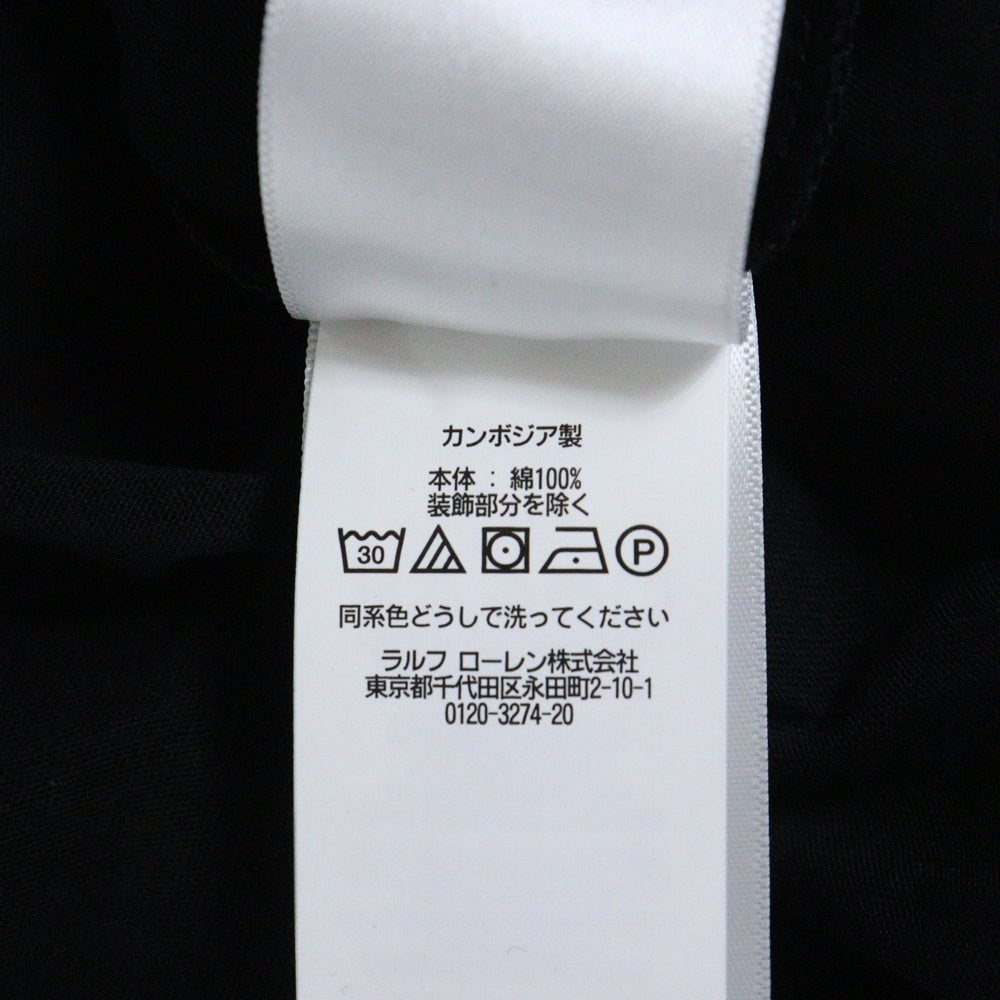 カンボジア製
本体 : 綿100%
装飾部分を除く
30 P
同系色どうしで洗ってください
ラルフ ローレン株式会社
東京都千代田区永田町2-10-1
0120-3274-20